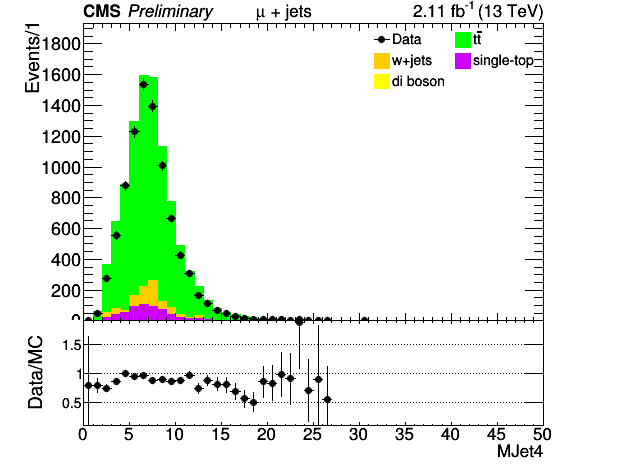 CMS Preliminary μ + jets 2.11 fb⁻¹ (13 TeV)
Events/1
1800
1600
1400
1200
1000
800
600
400
200
0
Data tt̄
w+jets single-top
di boson
Data/MC
1.5
1
0.5
0 5 10 15 20 25 30 35 40 45 50
MJet4